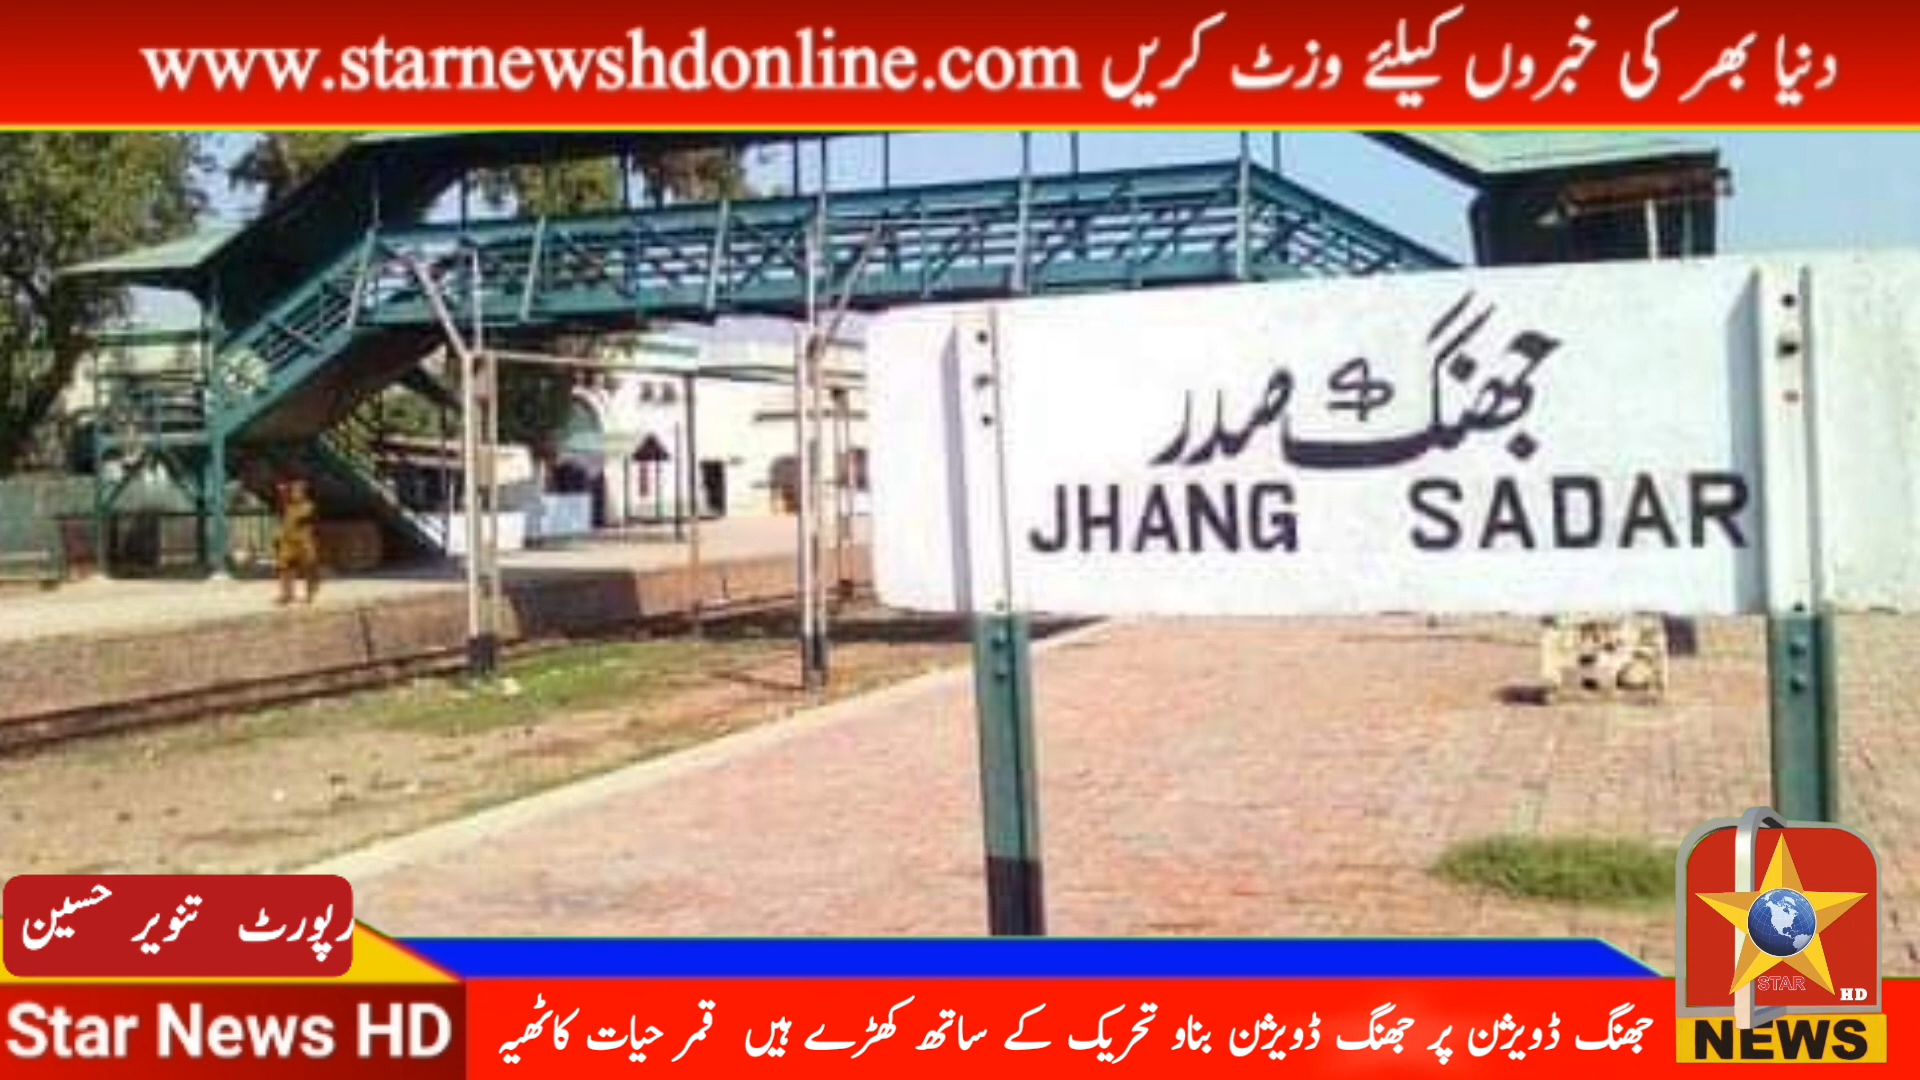 دنیا بھر کی خبروں کیلئے وزٹ کریں www.starnewshdonline.com
جھنگ صدر
JHANG SADAR
رپورٹ تنویر حسین
Star News HD
جھنگ ڈویژن پر جھنگ ڈویژن بناو تحریک کے ساتھ کھڑے ہیں قمر حیات کاٹھیہ
STAR
HD
NEWS